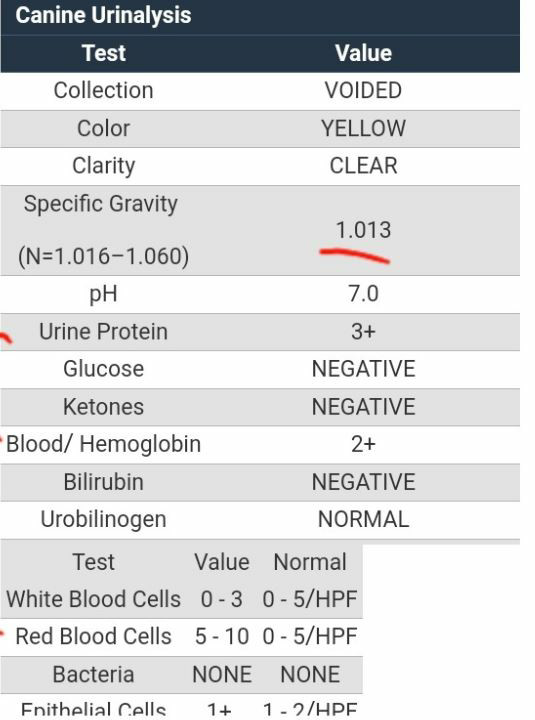 Canine Urinalysis
Test Value
Collection VOIDED
Color YELLOW
Clarity CLEAR
Specific Gravity
(N=1.016–1.060) 1.013
pH 7.0
Urine Protein 3+
Glucose NEGATIVE
Ketones NEGATIVE
Blood/ Hemoglobin 2+
Bilirubin NEGATIVE
Urobilinogen NORMAL
Test Value Normal
White Blood Cells 0 - 3 0 - 5/HPF
Red Blood Cells 5 - 10 0 - 5/HPF
Bacteria NONE NONE
Epithelial Cells 1+ 1 - 2/HPF